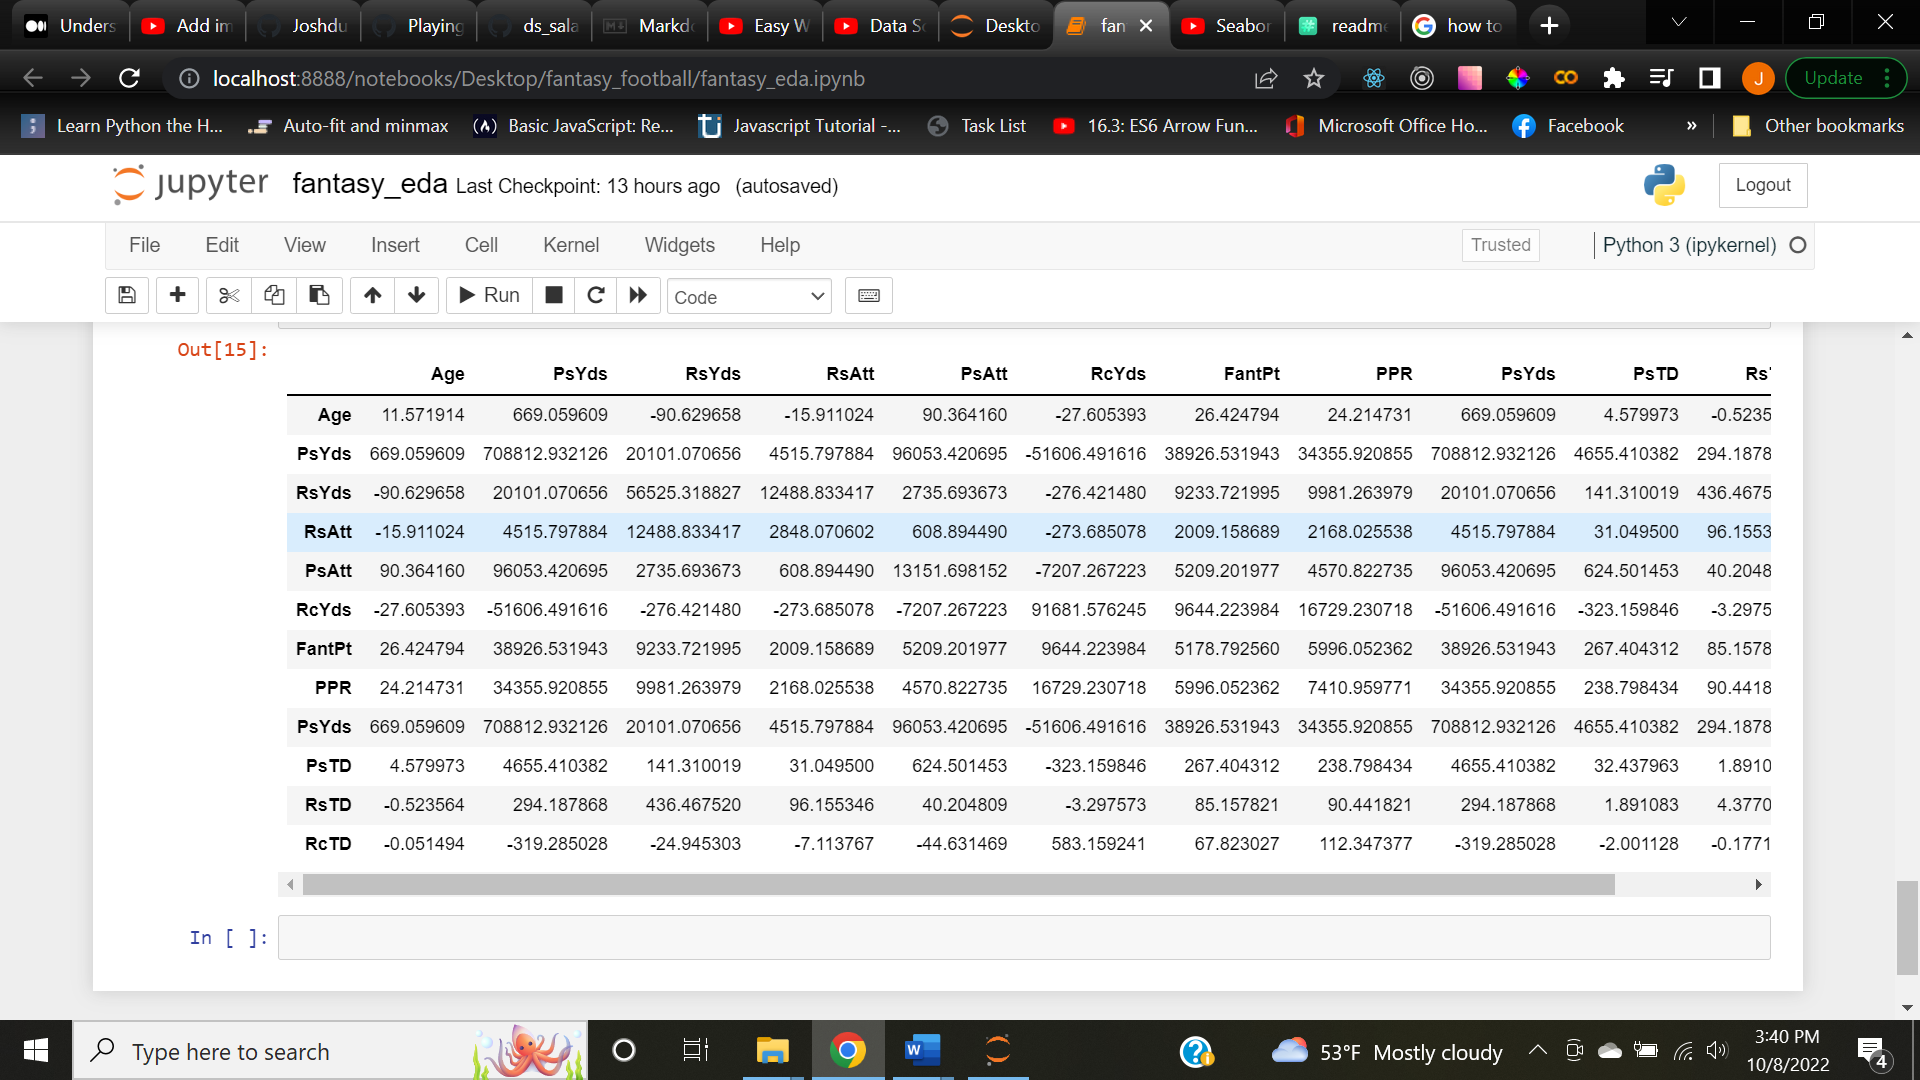 Unders Add im Joshdu Playing ds_sala Markd Easy W Data S Deskto fan Seabor readme how to
localhost:8888/notebooks/Desktop/fantasy_football/fantasy_eda.ipynb J Update
Learn Python the H... Auto-fit and minmax Basic JavaScript: Re... Javascript Tutorial -... Task List 16.3: ES6 Arrow Fun... Microsoft Office Ho... Facebook » Other bookmarks
jupyter fantasy_eda Last Checkpoint: 13 hours ago (autosaved) Logout
File Edit View Insert Cell Kernel Widgets Help Trusted Python 3 (ipykernel)
Run Code
Out[15]:
Age PsYds RsYds RsAtt PsAtt RcYds FantPt PPR PsYds PsTD Rs
Age 11.571914 669.059609 -90.629658 -15.911024 90.364160 -27.605393 26.424794 24.214731 669.059609 4.579973 -0.5235
PsYds 669.059609 708812.932126 20101.070656 4515.797884 96053.420695 -51606.491616 38926.531943 34355.920855 708812.932126 4655.410382 294.1878
RsYds -90.629658 20101.070656 56525.318827 12488.833417 2735.693673 -276.421480 9233.721995 9981.263979 20101.070656 141.310019 436.4675
RsAtt -15.911024 4515.797884 12488.833417 2848.070602 608.894490 -273.685078 2009.158689 2168.025538 4515.797884 31.049500 96.1553
PsAtt 90.364160 96053.420695 2735.693673 608.894490 13151.698152 -7207.267223 5209.201977 4570.822735 96053.420695 624.501453 40.2048
RcYds -27.605393 -51606.491616 -276.421480 -273.685078 -7207.267223 91681.576245 9644.223984 16729.230718 -51606.491616 -323.159846 -3.2975
FantPt 26.424794 38926.531943 9233.721995 2009.158689 5209.201977 9644.223984 5178.792560 5996.052362 38926.531943 267.404312 85.1578
PPR 24.214731 34355.920855 9981.263979 2168.025538 4570.822735 16729.230718 5996.052362 7410.959771 34355.920855 238.798434 90.4418
PsYds 669.059609 708812.932126 20101.070656 4515.797884 96053.420695 -51606.491616 38926.531943 34355.920855 708812.932126 4655.410382 294.1878
PsTD 4.579973 4655.410382 141.310019 31.049500 624.501453 -323.159846 267.404312 238.798434 4655.410382 32.437963 1.8910
RsTD -0.523564 294.187868 436.467520 96.155346 40.204809 -3.297573 85.157821 90.441821 294.187868 1.891083 4.3770
RcTD -0.051494 -319.285028 -24.945303 -7.113767 -44.631469 583.159241 67.823027 112.347377 -319.285028 -2.001128 -0.1771
In [ ]:
Type here to search 53°F Mostly cloudy 3:40 PM
10/8/2022 4